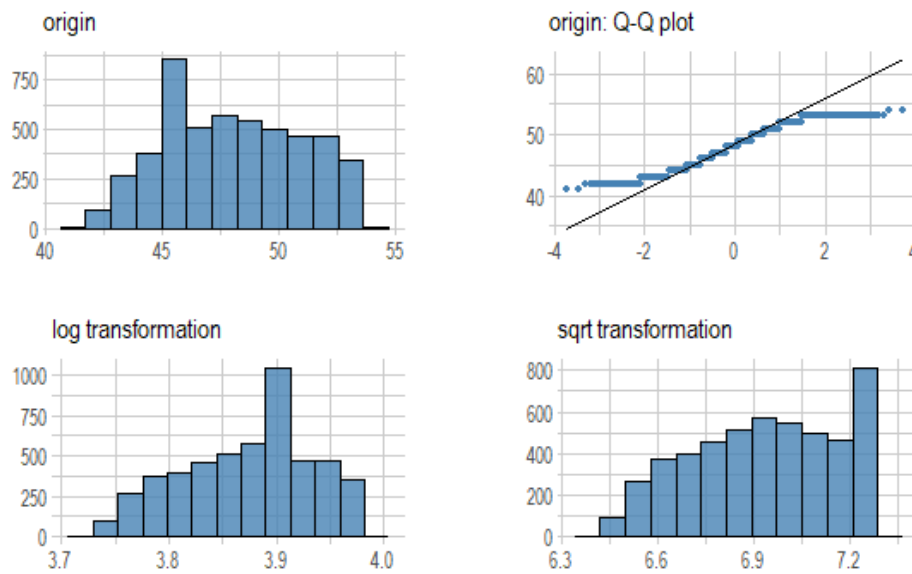 origin
750
500
250
0
40 45 50 55
origin: Q-Q plot
60
50
40
-4 -2 0 2 4
log transformation
1000
750
500
250
0
3.7 3.8 3.9 4.0
sqrt transformation
800
600
400
200
0
6.3 6.6 6.9 7.2